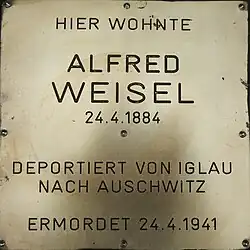 HIER WOHNTE
ALFRED
WEISEL
24.4.1884
DEPORTIERT VON IGLAU
NACH AUSCHWITZ
ERMORDET 24.4.1941